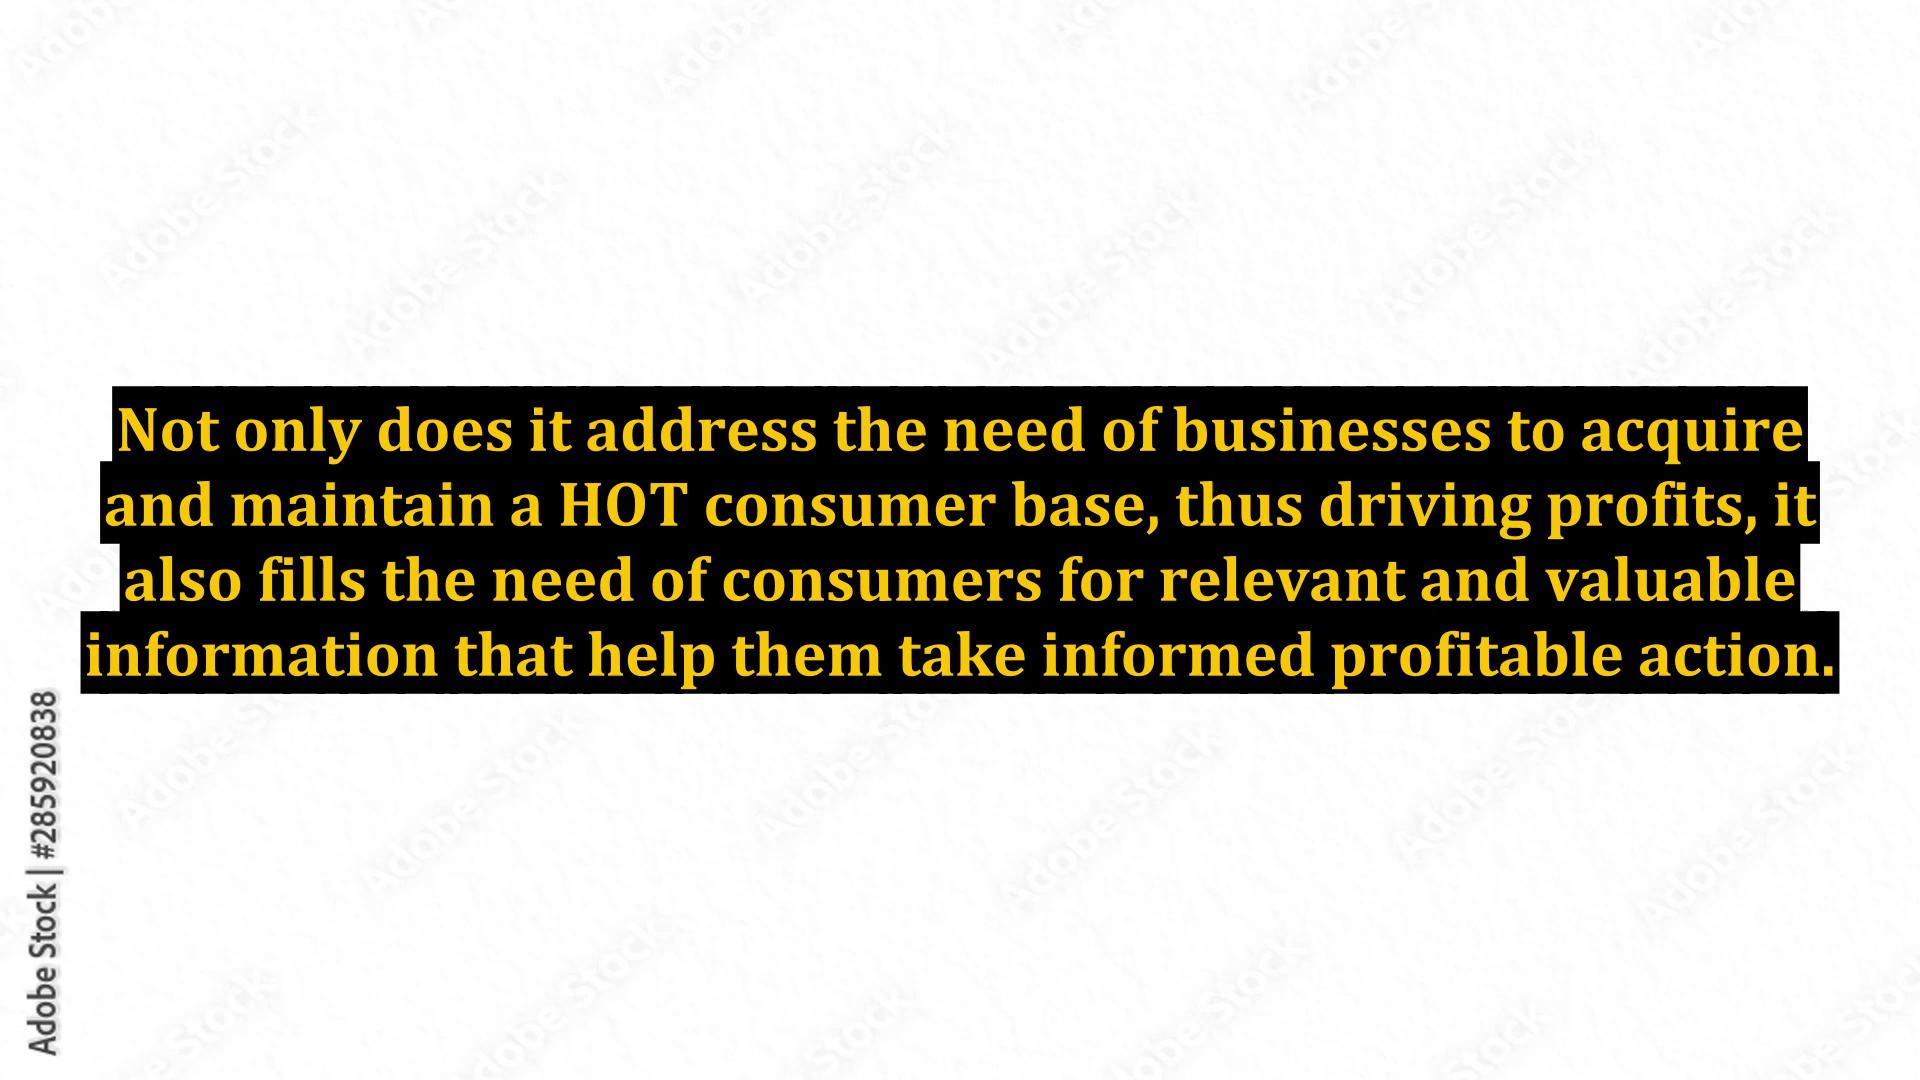 Not only does it address the need of businesses to acquire
and maintain a HOT consumer base, thus driving profits, it
also fills the need of consumers for relevant and valuable
information that help them take informed profitable action.
Adobe Stock | #285920838